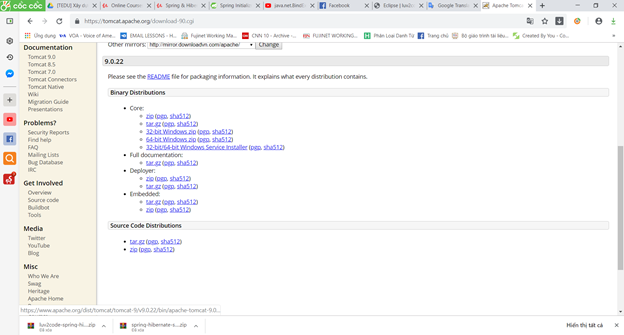 cốc cốc
[TEDU] Kây d
Online Cours
Spring & Hib
Spring Initiali
java.net.Bind
Facebook
Eclipse | luv2
Google Trans
Apache Tomc
https://tomcat.apache.org/download-90.cgi
Ứng dụng
VOA - Voice of Ame...
EMAIL LESSONS - H...
Fujinet Working Ma...
CNN 10 - Archive -...
FUJINET WORKING...
Phân Loại Danh Từ
Trang chủ
Bộ giáo trình tài liệu...
Created By You - Co...
Other mirrors: http://mirror.downloadvn.com/apache/ Change
Documentation
Tomcat 9.0
Tomcat 8.5
Tomcat 7.0
Tomcat Connectors
Tomcat Native
Wiki
Migration Guide
Presentations
Problems?
Security Reports
Find help
FAQ
Mailing Lists
Bug Database
IRC
Get Involved
Overview
Source code
Buildbot
Tools
Media
Twitter
YouTube
Blog
Misc
Who We Are
Swag
Heritage
Apache Home
9.0.22
Please see the README file for packaging information. It explains what every distribution contains.
Binary Distributions
Core:
zip (pgp, sha512)
tar.gz (pgp, sha512)
32-bit Windows zip (pgp, sha512)
64-bit Windows zip (pgp, sha512)
32-bit/64-bit Windows Service Installer (pgp, sha512)
Full documentation:
tar.gz (pgp, sha512)
Deployer:
zip (pgp, sha512)
tar.gz (pgp, sha512)
Embedded:
tar.gz (pgp, sha512)
zip (pgp, sha512)
Source Code Distributions
tar.gz (pgp, sha512)
zip (pgp, sha512)
https://www.apache.org/dist/tomcat/tomcat-9/v9.0.22/bin/apache-tomcat-9.0...
luv2code-spring-hi....zip
Đã xóa
spring-hibernate-s....zip
Đã xóa
Hiển thị tất cả